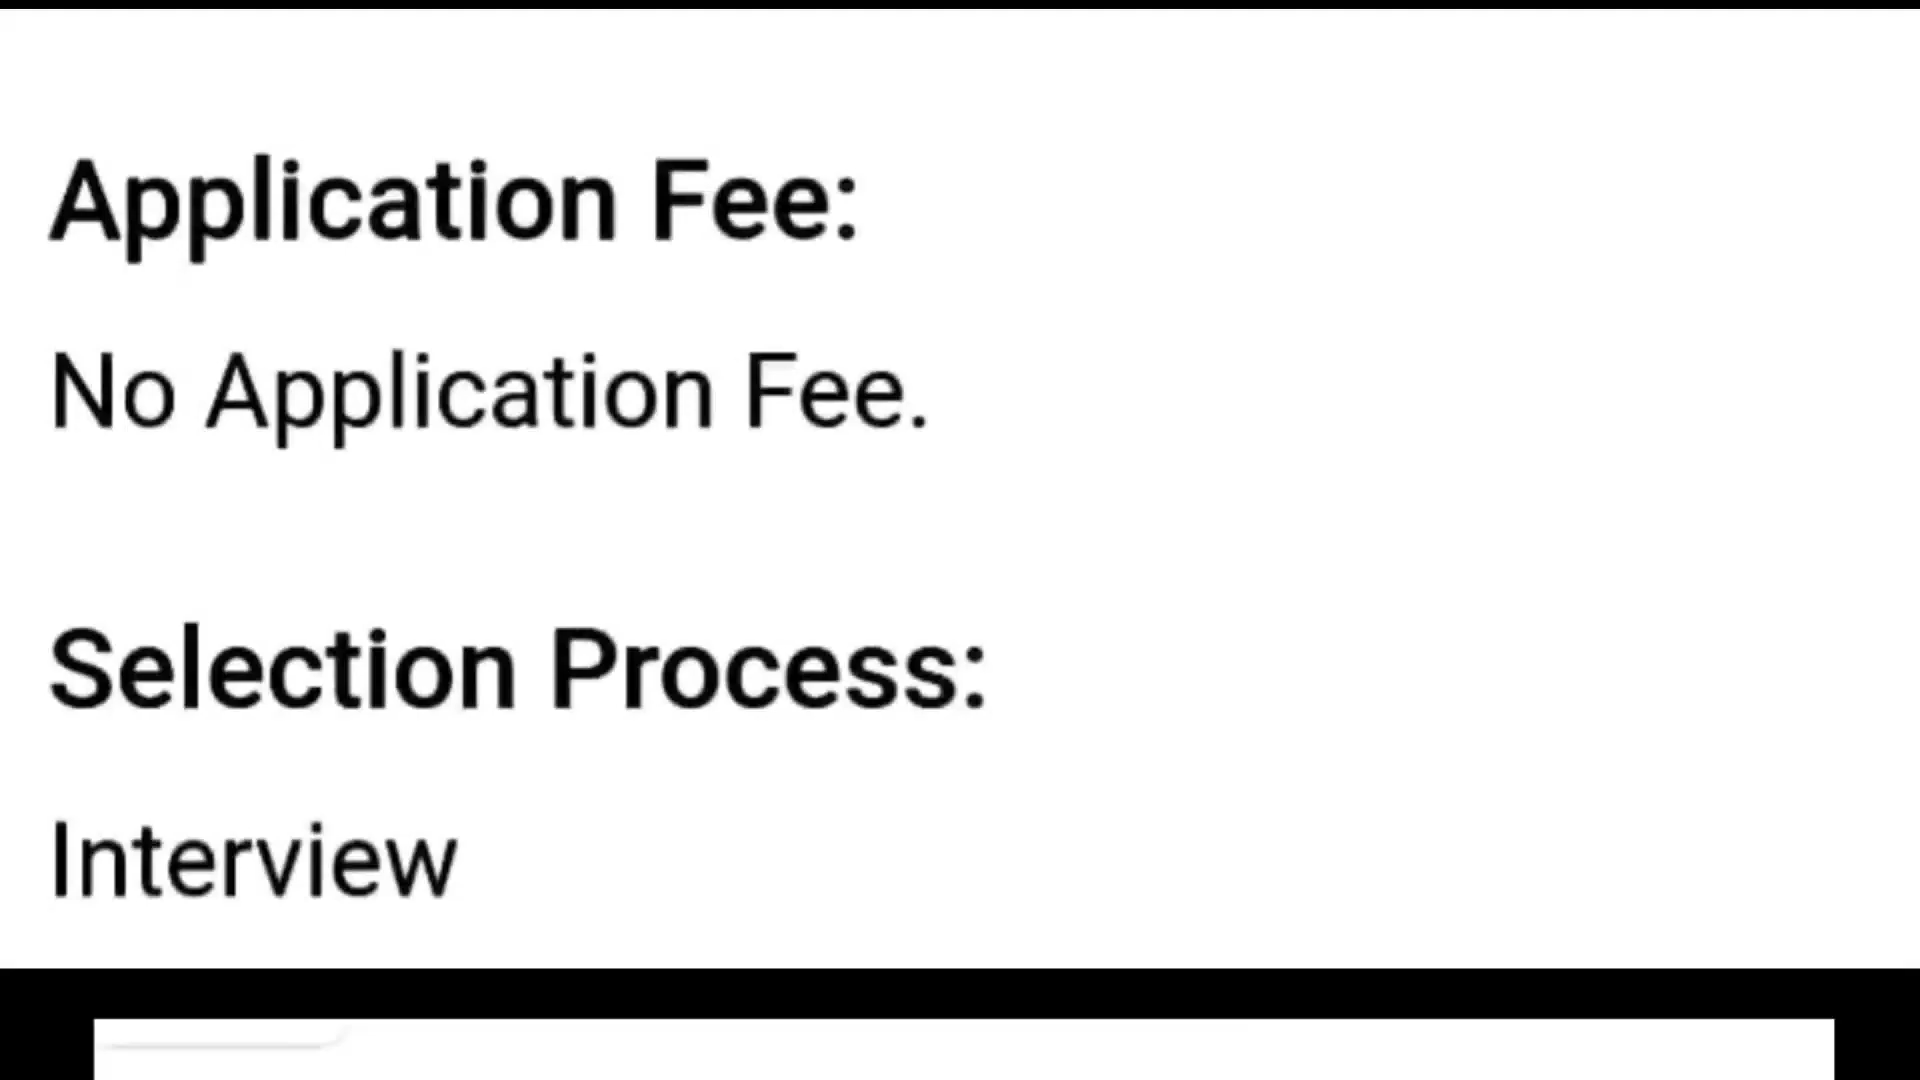 Application Fee:
No Application Fee.
Selection Process:
Interview